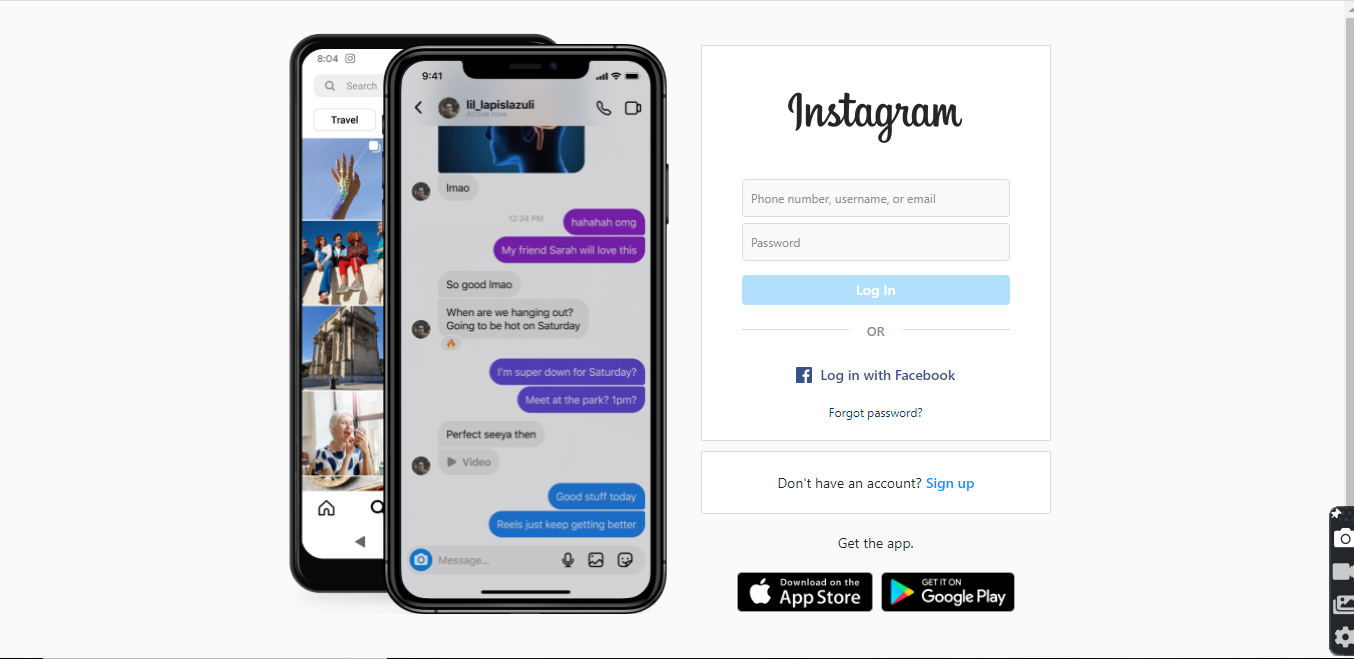 8:04
Search
Travel
9:41
lil_lapislazuli
Active now
lmao
12:34 PM
hahahah omg
My friend Sarah will love this
So good lmao
When are we hanging out?
Going to be hot on Saturday
I'm super down for Saturday?
Meet at the park? 1pm?
Perfect seeya then
Video
Good stuff today
Reels just keep getting better
Message...
Instagram
Phone number, username, or email
Password
Log In
OR
Log in with Facebook
Forgot password?
Don't have an account? Sign up
Get the app.
Download on the
App Store
GET IT ON
Google Play